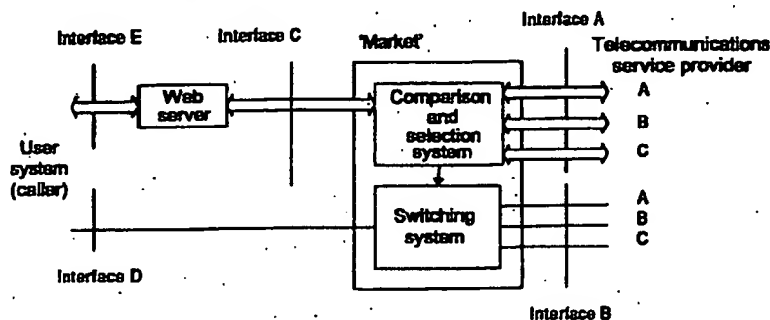 Interface E
Interface C
'Market'
Interface A
Telecommunications
service provider
Web
server
Comparison
and
selection
system
A
B
C
User
system
(caller)
Switching
system
A
B
C
Interface D
Interface B